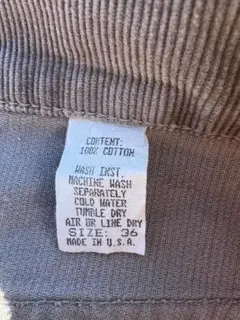 CONTENT:
100% COTTON
WASH INST.
MACHINE WASH
SEPARATELY
COLD WATER
TUMBLE DRY
AIR OR LINE DRY
SIZE: 36
MADE IN U.S.A.